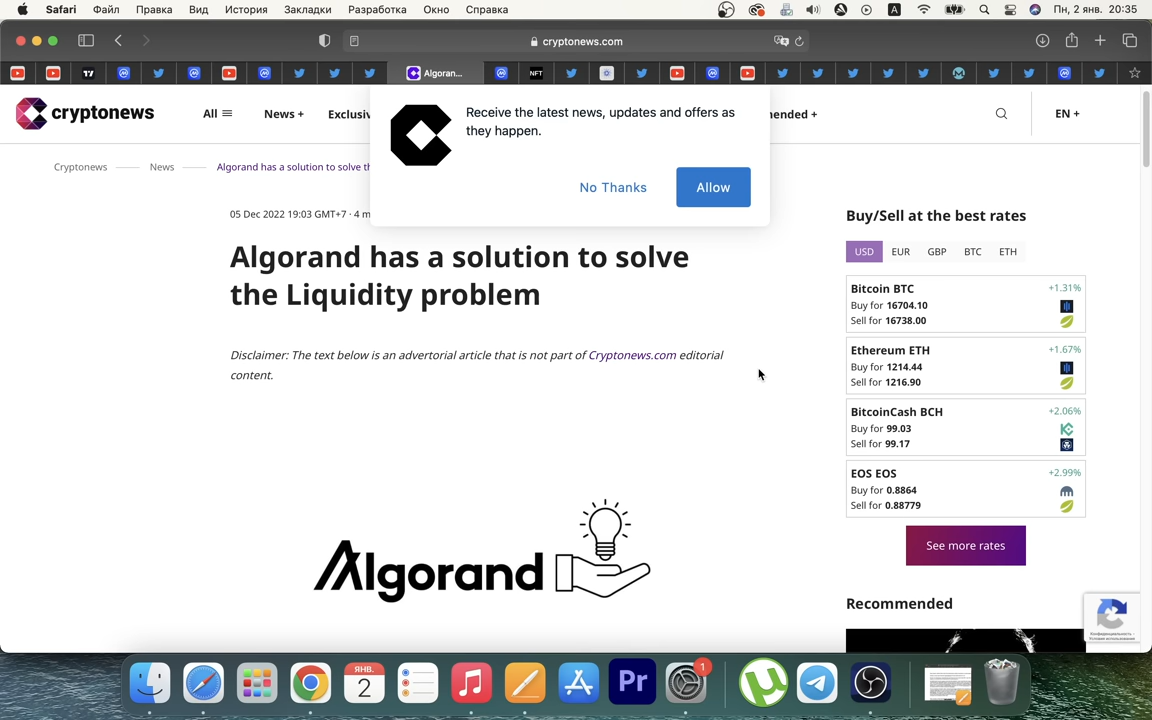 Safari Файл Правка Вид История Закладки Разработка Окно Справка A Пн, 2 янв. 20:35
cryptonews.com
Algoran... NFT
cryptonews All News + Exclusiv ended + EN +
Receive the latest news, updates and offers as
they happen.
No Thanks Allow
Cryptonews News Algorand has a solution to solve th
05 Dec 2022 19:03 GMT+7 · 4 m
Algorand has a solution to solve
the Liquidity problem
Disclaimer: The text below is an advertorial article that is not part of Cryptonews.com editorial
content.
Algorand
Buy/Sell at the best rates
USD EUR GBP BTC ETH
Bitcoin BTC +1.31%
Buy for 16704.10
Sell for 16738.00
Ethereum ETH +1.67%
Buy for 1214.44
Sell for 1216.90
BitcoinCash BCH +2.06%
Buy for 99.03
Sell for 99.17
EOS EOS +2.99%
Buy for 0.8864
Sell for 0.88779
See more rates
Recommended
Конфиденциальность -
Условия использования
ЯНВ.
2
Pr
1